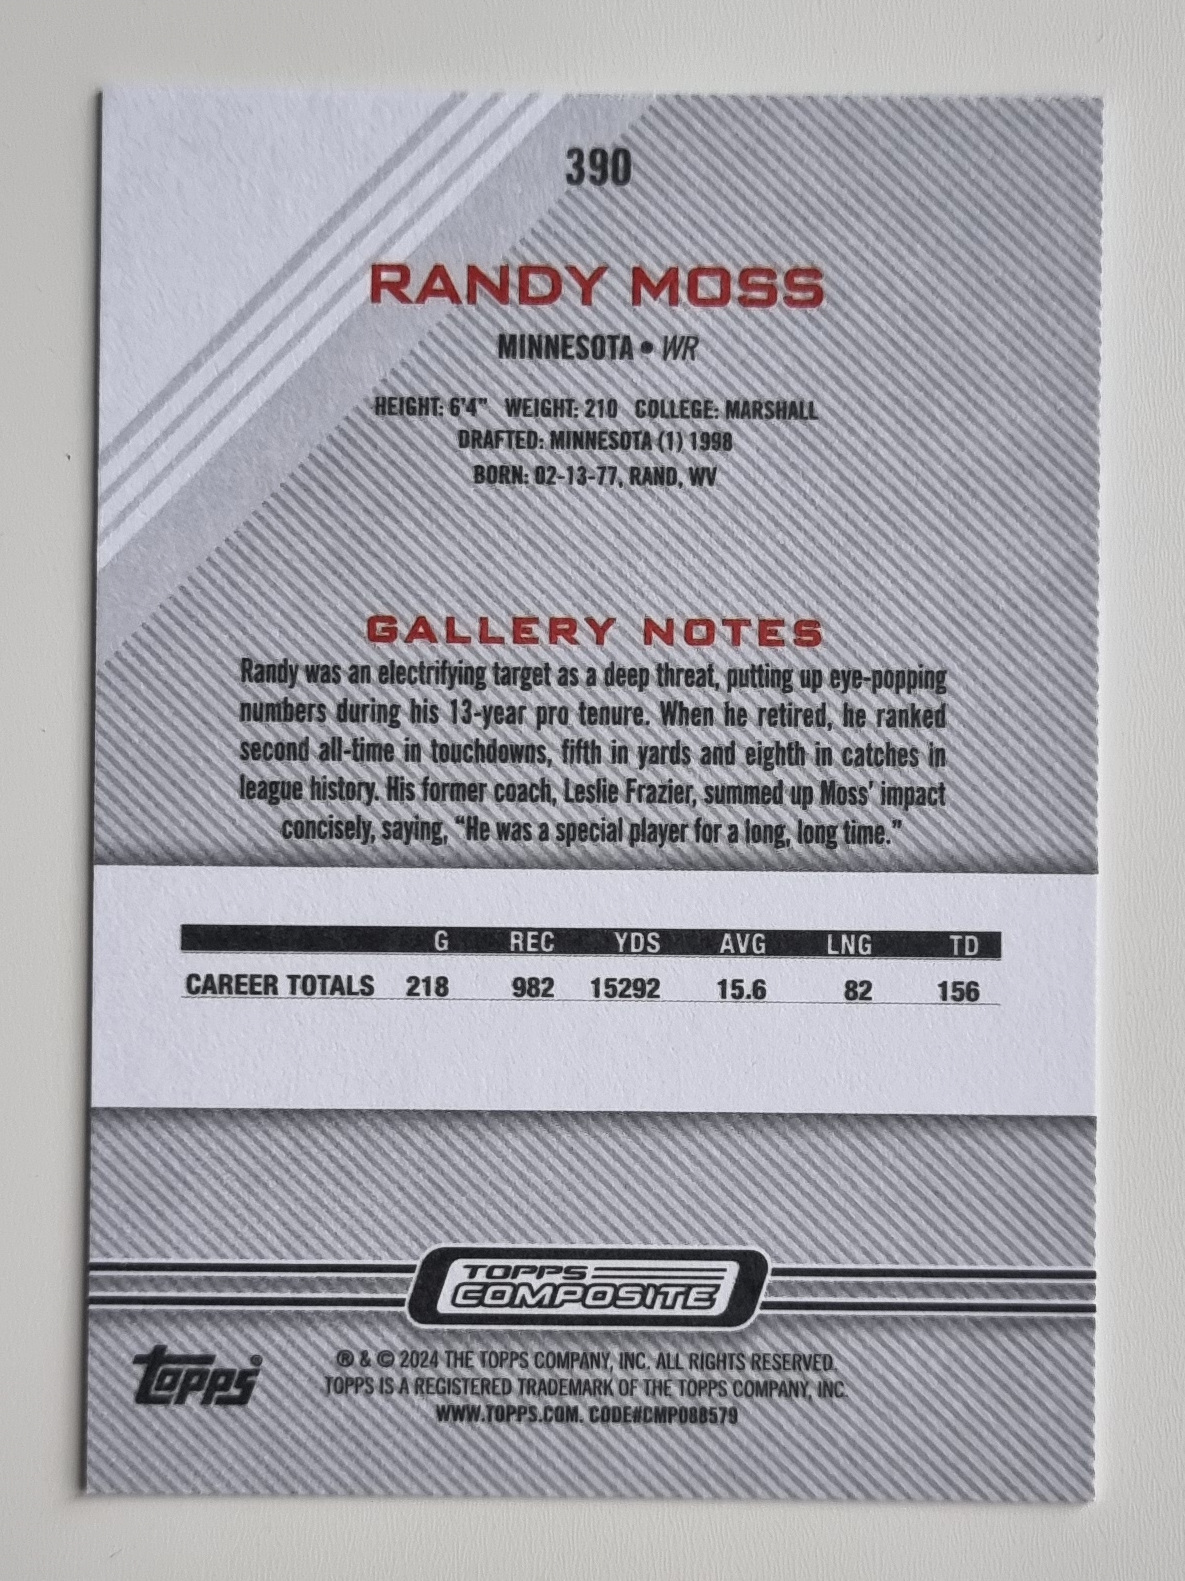 390
RANDY MOSS
MINNESOTA • WR
HEIGHT: 6'4" WEIGHT: 210 COLLEGE: MARSHALL
DRAFTED: MINNESOTA (1) 1998
BORN: 02-13-77, RAND, WV
GALLERY NOTES
Randy was an electrifying target as a deep threat, putting up eye-popping
numbers during his 13-year pro tenure. When he retired, he ranked
second all-time in touchdowns, fifth in yards and eighth in catches in
league history. His former coach, Leslie Frazier, summed up Moss' impact
concisely, saying, “He was a special player for a long, long time.”
G REC YDS AVG LNG TD
CAREER TOTALS 218 982 15292 15.6 82 156
TOPPS
COMPOSITE
topps®
® & © 2024 THE TOPPS COMPANY, INC. ALL RIGHTS RESERVED.
TOPPS IS A REGISTERED TRADEMARK OF THE TOPPS COMPANY, INC.
WWW.TOPPS.COM. CODE#CMP088579